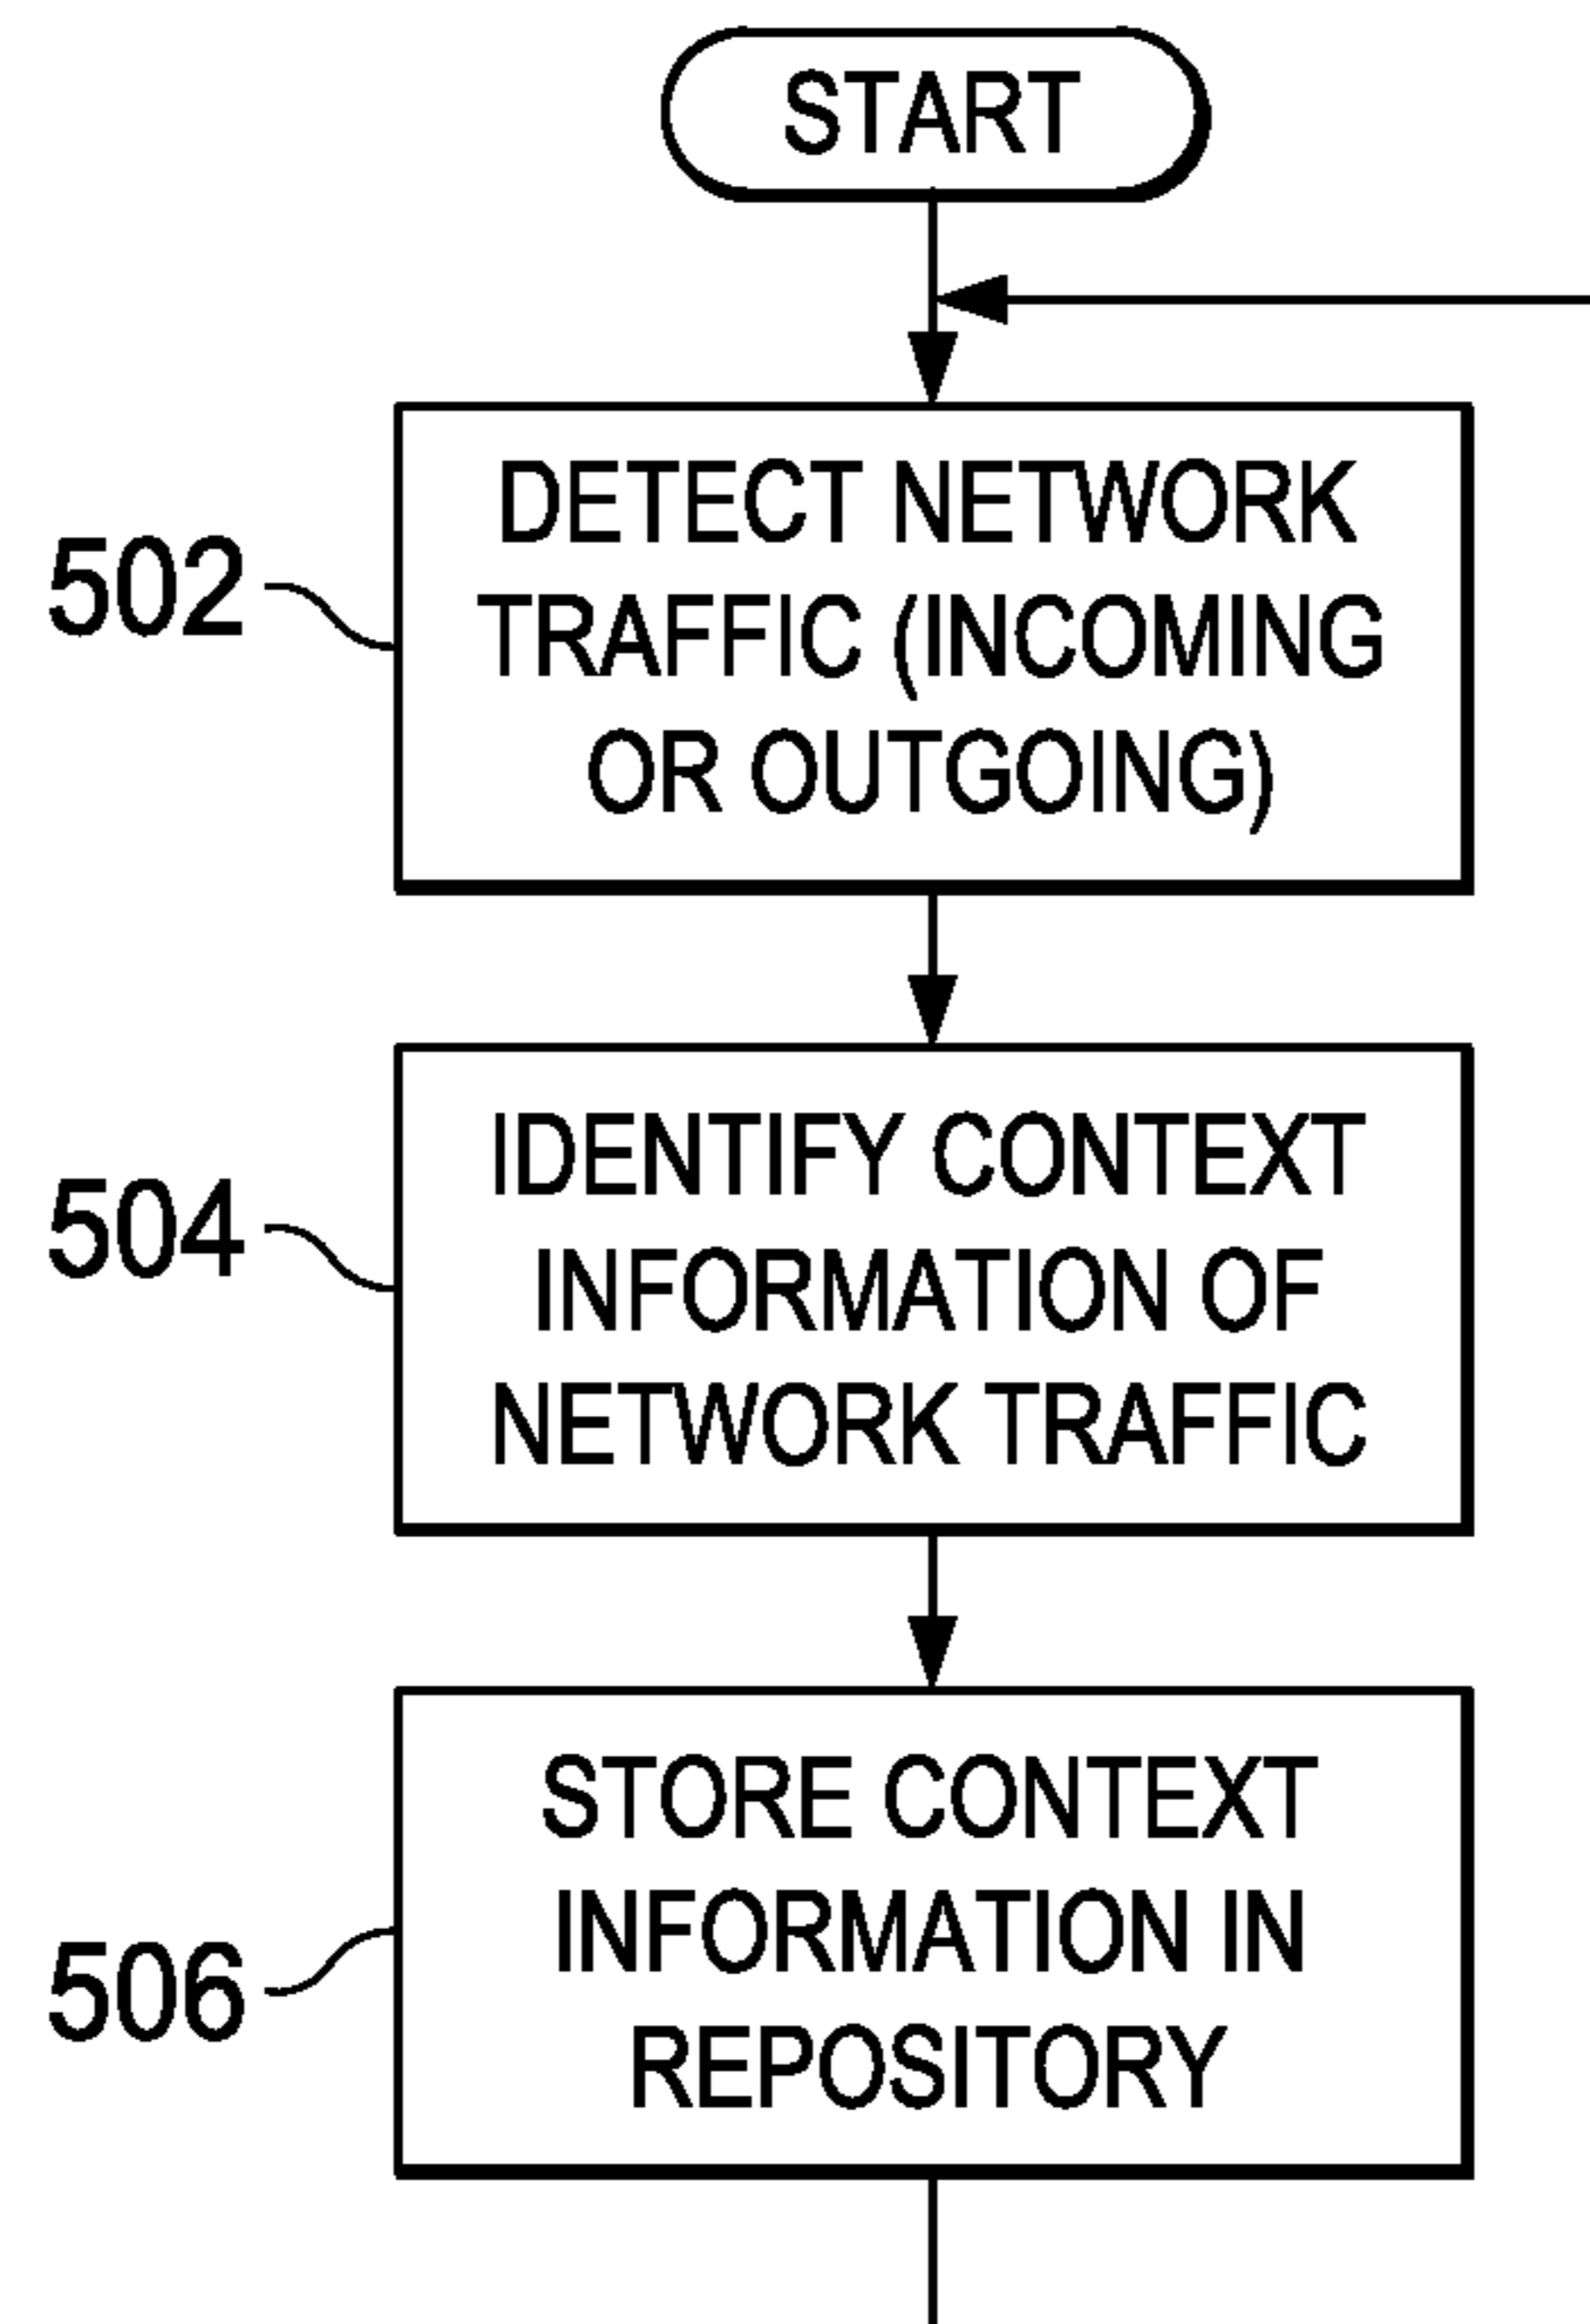 START
DETECT NETWORK
TRAFFIC (INCOMING
OR OUTGOING)
502
IDENTIFY CONTEXT
INFORMATION OF
NETWORK TRAFFIC
504
STORE CONTEXT
INFORMATION IN
REPOSITORY
506